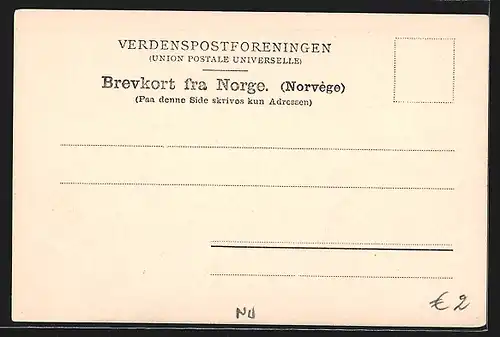 VERDENSPOSTFORENINGEN
(UNION POSTALE UNIVERSELLE)
Brevkort fra Norge. (Norvège)
(Paa denne Side skrives kun Adressen)
€ 2